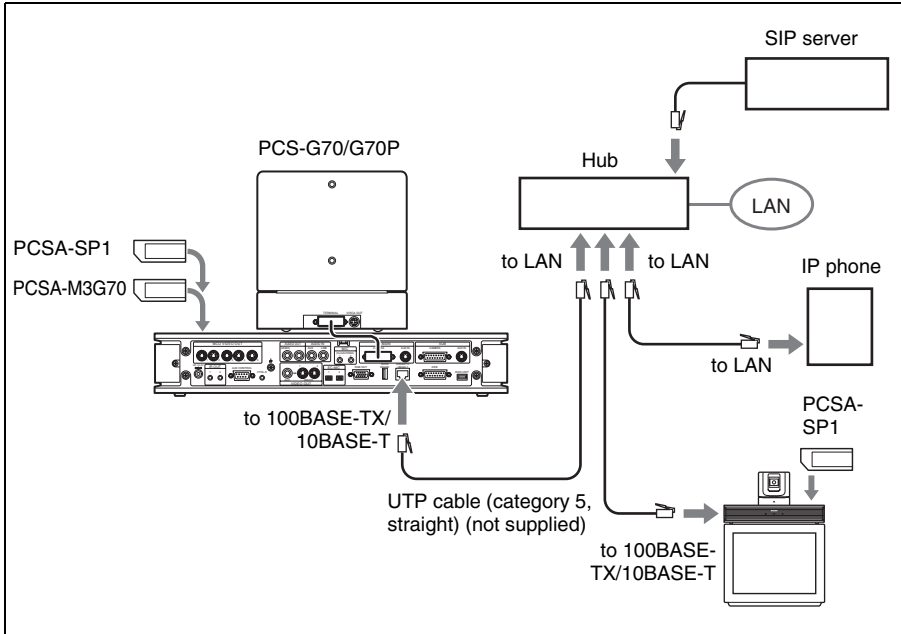 SIP server
PCS-G70/G70P
Hub
LAN
PCSA-SP1
to LAN
to LAN
IP phone
PCSA-M3G70
TERMINAL
to LAN
to 100BASE-TX/
10BASE-T
PCSA-
SP1
UTP cable (category 5,
straight) (not supplied)
to 100BASE-
TX/10BASE-T